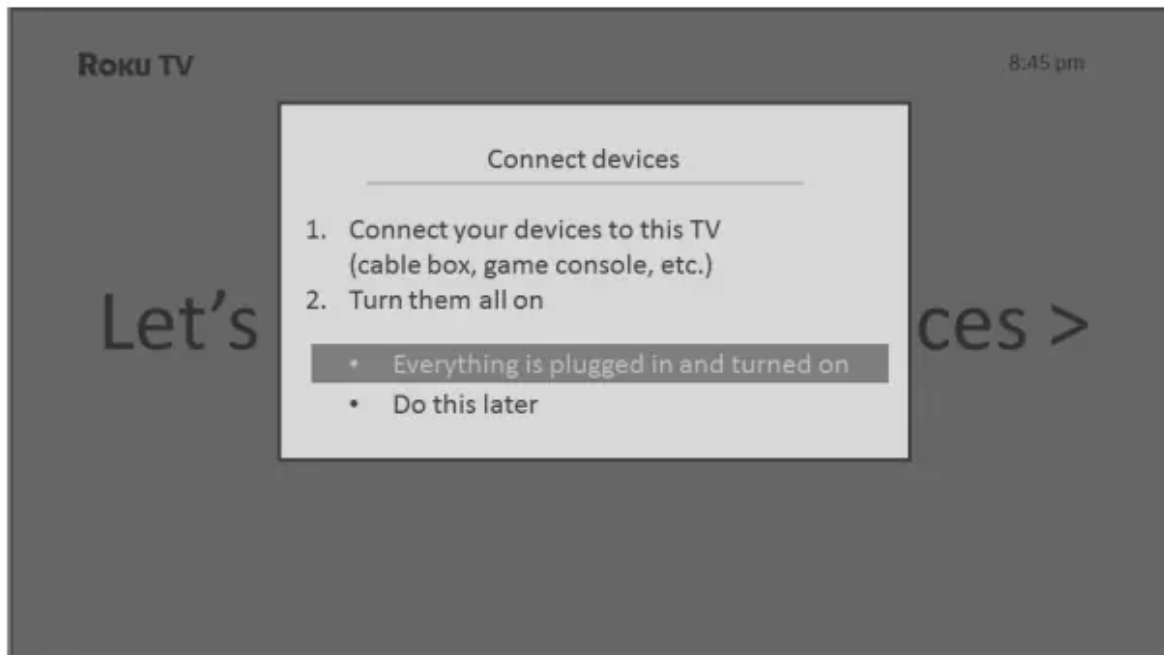 Roku TV
8:45 pm
Connect devices
1. Connect your devices to this TV
(cable box, game console, etc.)
2. Turn them all on
Let's ces >
• Everything is plugged in and turned on
• Do this later